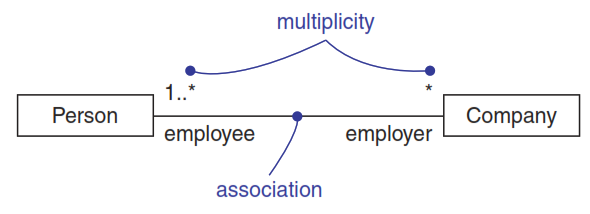 multiplicity
1..*
*
Person
Company
employee
employer
association